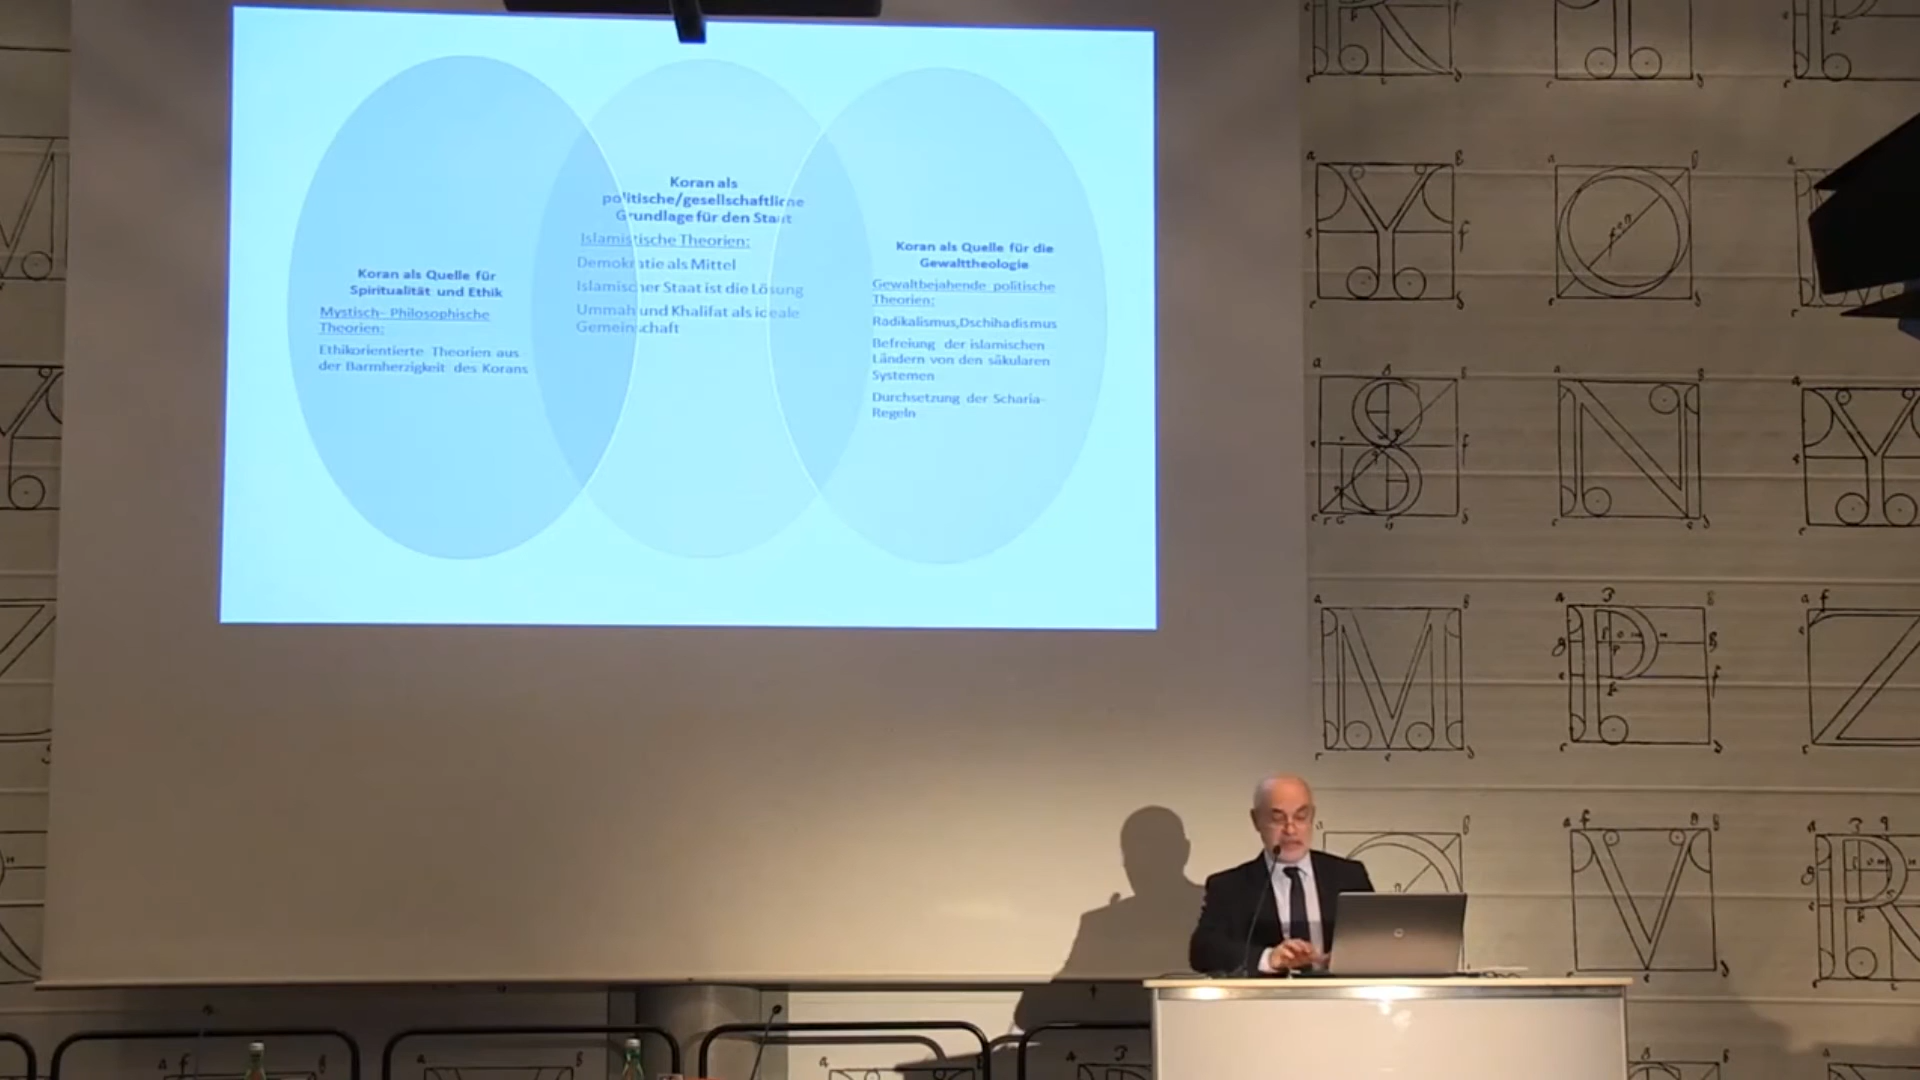 Koran als Quelle für
Spiritualität und Ethik
Mystisch- Philosophische
Theorien:
Ethikorientierte Theorien aus
der Barmherzigkeit des Korans
Koran als
politische/gesellschaftliche
Grundlage für den Staat
Islamistische Theorien:
Demokratie als Mittel
Islamischer Staat ist die Lösung
Ummah und Khalifat als ideale
Gemeinschaft
Koran als Quelle für die
Gewalttheologie
Gewaltbejahende politische
Theorien:
Radikalismus,Dschihadismus
Befreiung der islamischen
Ländern von den säkularen
Systemen
Durchsetzung der Scharia-
Regeln
R
Y
O
S
N
Y
M
P
Z
V
R